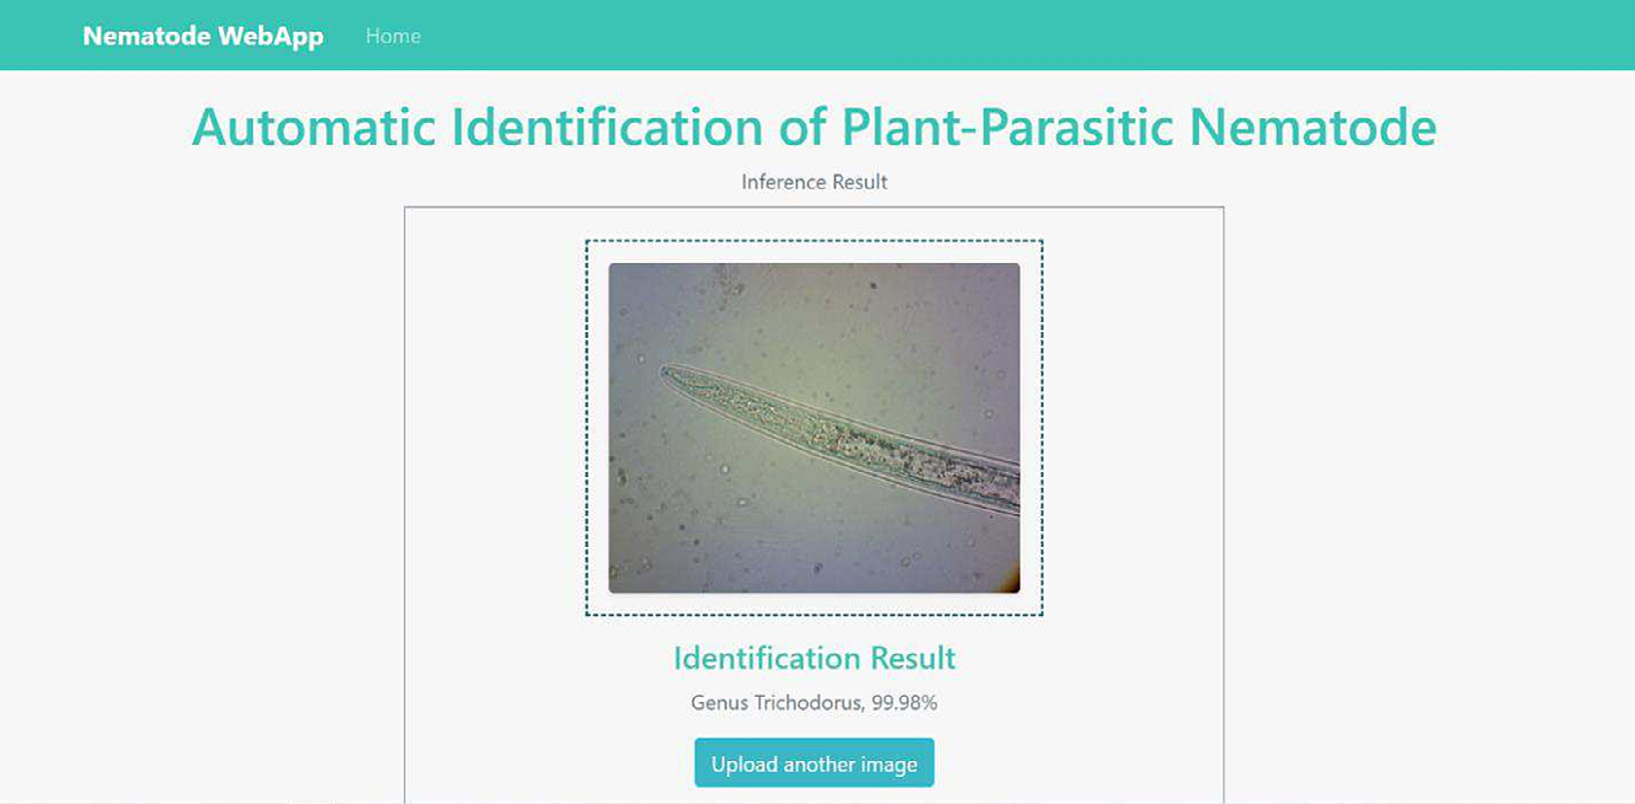 Nematode WebApp Home
Automatic Identification of Plant-Parasitic Nematode
Inference Result
Identification Result
Genus Trichodorus, 99.98%
Upload another image